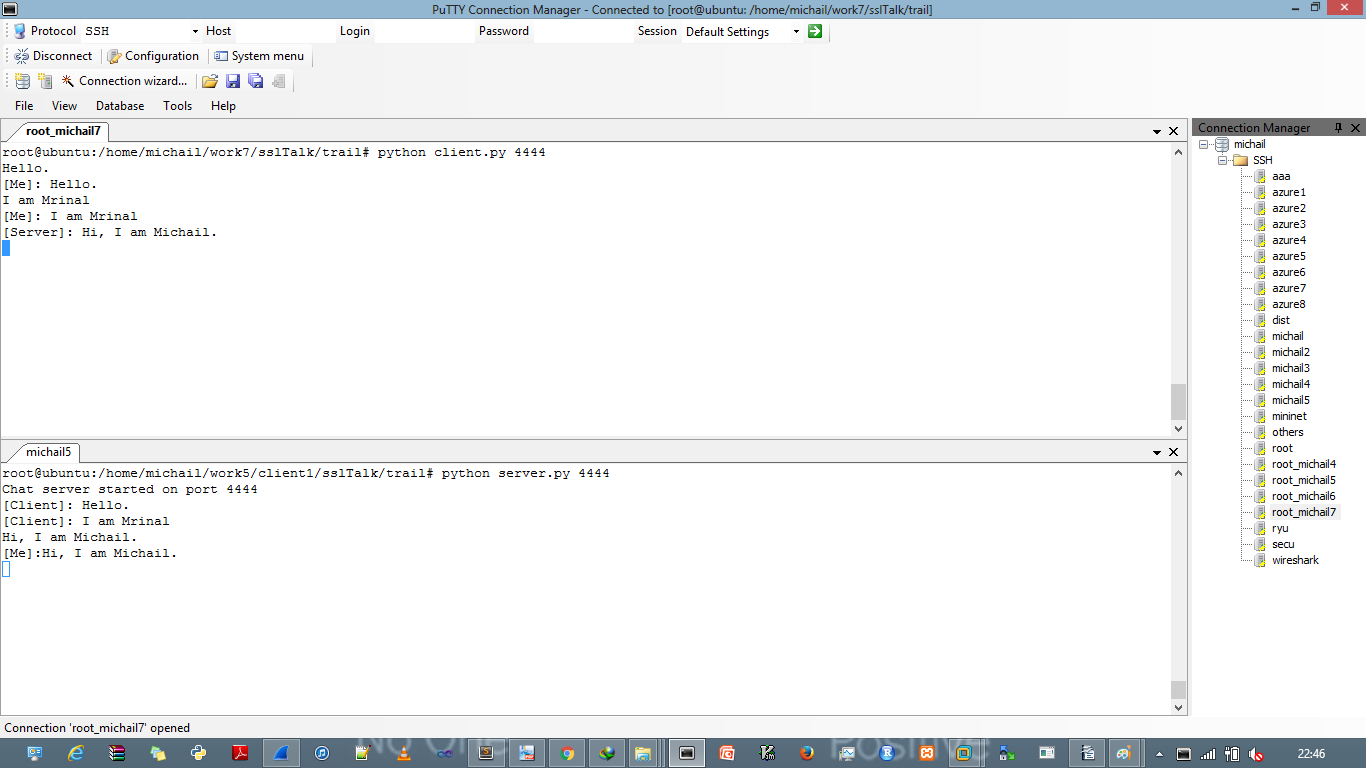 PuTTY Connection Manager - Connected to [root@ubuntu: /home/michail/work7/sslTalk/trail]
Protocol SSH Host Login Password Session Default Settings
Disconnect Configuration System menu
Connection wizard...
File View Database Tools Help
root_michail7
root@ubuntu:/home/michail/work7/sslTalk/trail# python client.py 4444
Hello.
[Me]: Hello.
I am Mrinal
[Me]: I am Mrinal
[Server]: Hi, I am Michail.
michail5
root@ubuntu:/home/michail/work5/client1/sslTalk/trail# python server.py 4444
Chat server started on port 4444
[Client]: Hello.
[Client]: I am Mrinal
Hi, I am Michail.
[Me]:Hi, I am Michail.
Connection Manager
michail
SSH
aaa
azure1
azure2
azure3
azure4
azure5
azure6
azure7
azure8
dist
michail
michail2
michail3
michail4
michail5
mininet
others
root
root_michail4
root_michail5
root_michail6
root_michail7
ryu
secu
wireshark
Connection 'root_michail7' opened
No One Positive
22:46